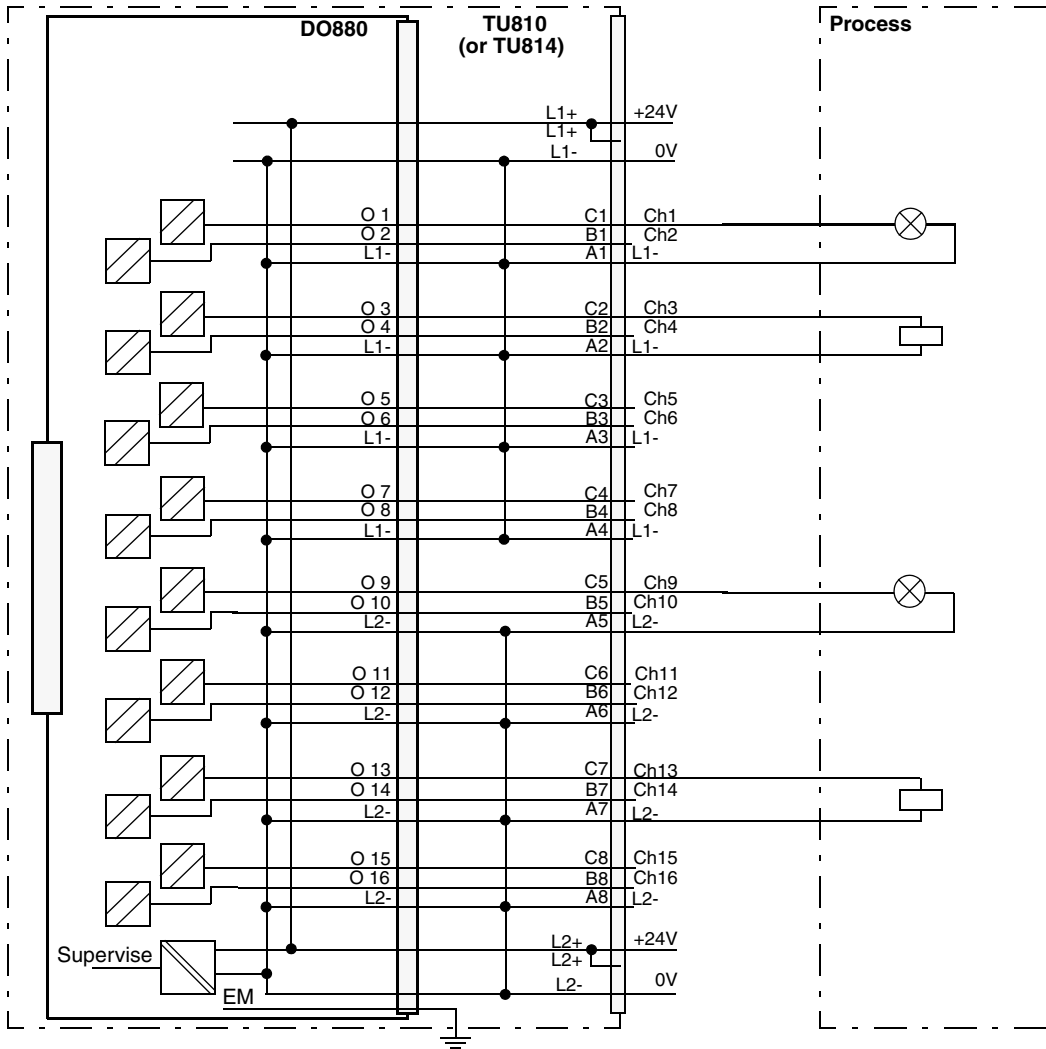 DO880
TU810
(or TU814)
Process
L1+ +24V
L1+
L1- 0V
O 1 C1 Ch1
O 2 B1 Ch2
L1- A1 L1-
O 3 C2 Ch3
O 4 B2 Ch4
L1- A2 L1-
O 5 C3 Ch5
O 6 B3 Ch6
L1- A3 L1-
O 7 C4 Ch7
O 8 B4 Ch8
L1- A4 L1-
O 9 C5 Ch9
O 10 B5 Ch10
L2- A5 L2-
O 11 C6 Ch11
O 12 B6 Ch12
L2- A6 L2-
O 13 C7 Ch13
O 14 B7 Ch14
L2- A7 L2-
O 15 C8 Ch15
O 16 B8 Ch16
L2- A8 L2-
L2+ +24V
Supervise L2+
L2- 0V
EM